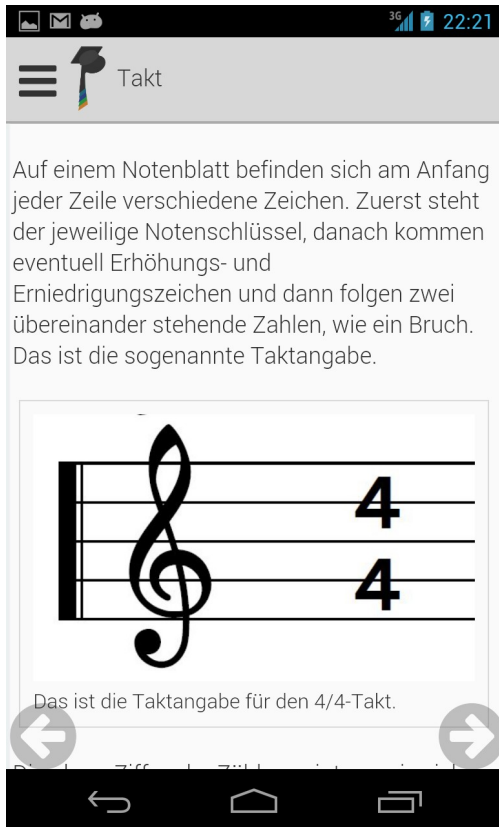 3G 22:21
Takt
Auf einem Notenblatt befinden sich am Anfang
jeder Zeile verschiedene Zeichen. Zuerst steht
der jeweilige Notenschlüssel, danach kommen
eventuell Erhöhungs- und
Erniedrigungszeichen und dann folgen zwei
übereinander stehende Zahlen, wie ein Bruch.
Das ist die sogenannte Taktangabe.
4
4
Das ist die Taktangabe für den 4/4-Takt.